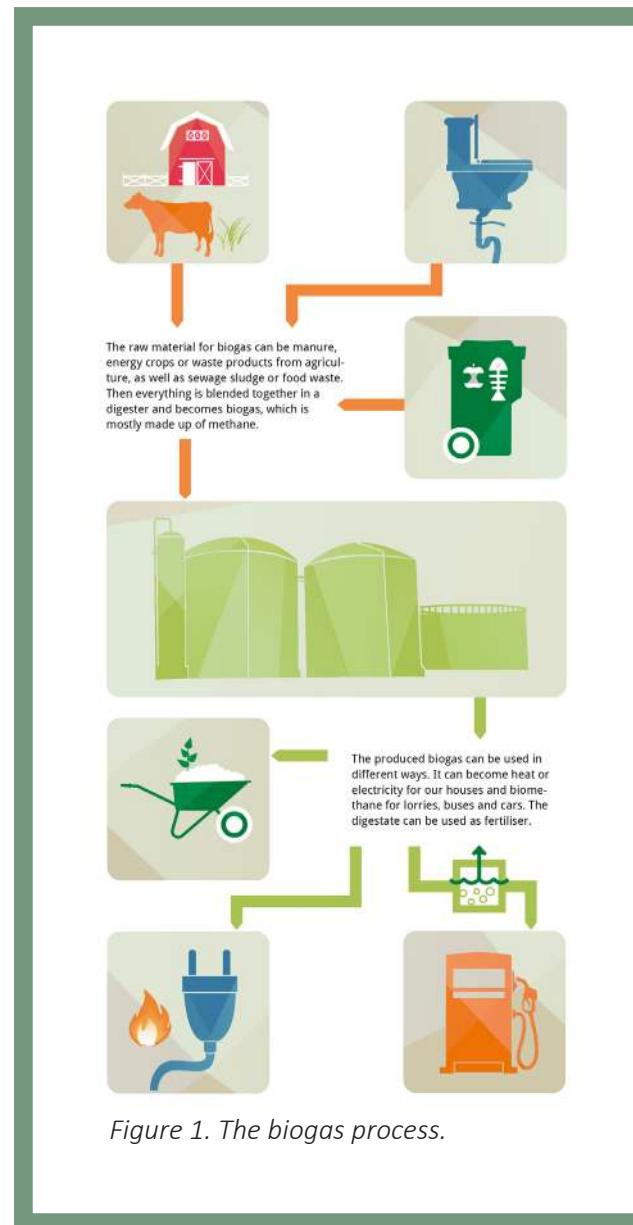 The raw material for biogas can be manure,
energy crops or waste products from agricul-
ture, as well as sewage sludge or food waste.
Then everything is blended together in a
digester and becomes biogas, which is
mostly made up of methane.
The produced biogas can be used in
different ways. It can become heat or
electricity for our houses and biome-
thane for lorries, buses and cars. The
digestate can be used as fertiliser.
Figure 1. The biogas process.